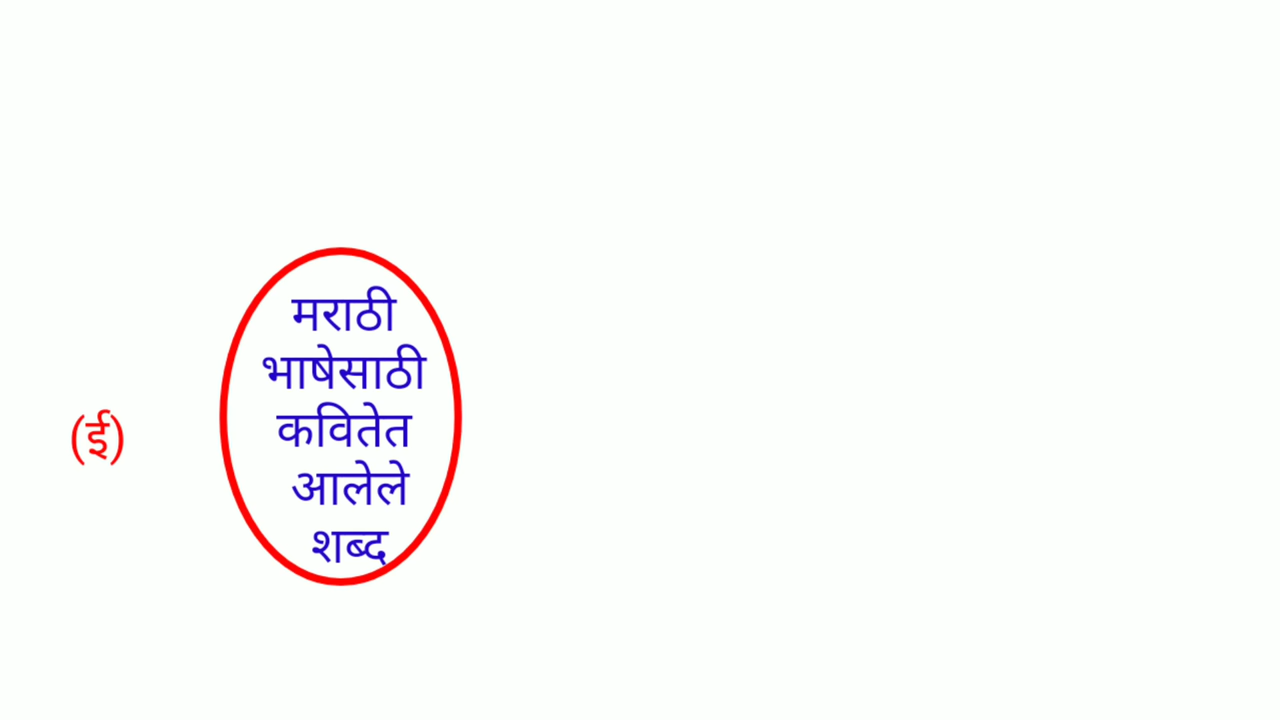 (ई)
मराठी
भाषेसाठी
कवितेत
आलेले
शब्द